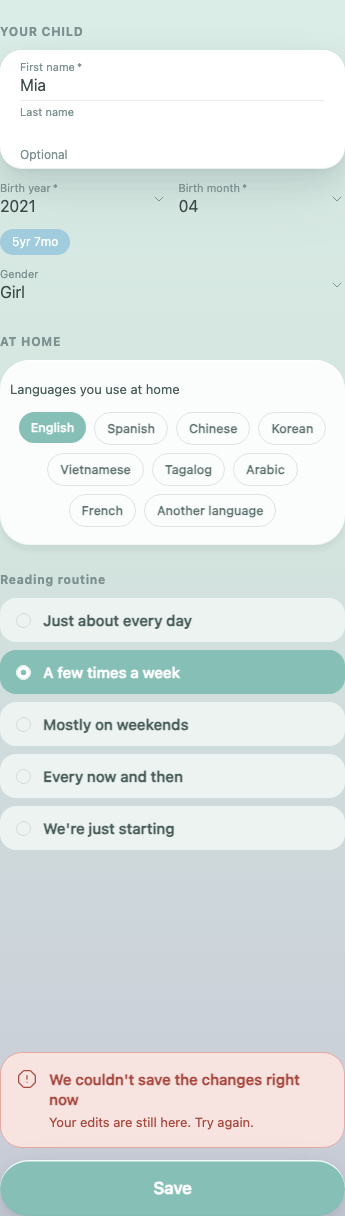 YOUR CHILD
First name *
Mia
Last name
Optional
Birth year *
Birth month *
2021
04
5yr 7mo
Gender
Girl
AT HOME
Languages you use at home
English
Spanish
Chinese
Korean
Vietnamese
Tagalog
Arabic
French
Another language
Reading routine
Just about every day
A few times a week
Mostly on weekends
Every now and then
We're just starting
We couldn't save the changes right
now
Your edits are still here. Try again.
Save